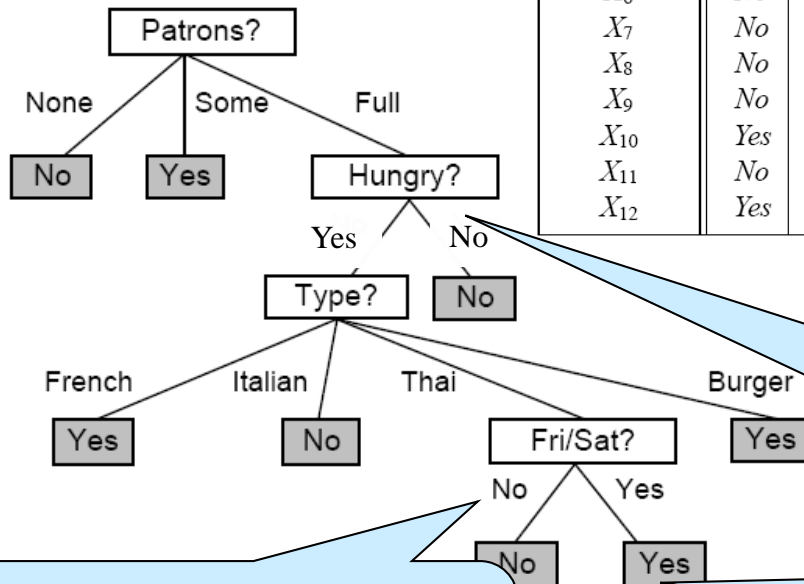 Patrons?
None Some Full
No Yes Hungry?
Yes No
Type? No
French Italian Thai Burger
Yes No Fri/Sat? Yes
No Yes
No Yes
X7 No
X8 No
X9 No
X10 Yes
X11 No
X12 Yes